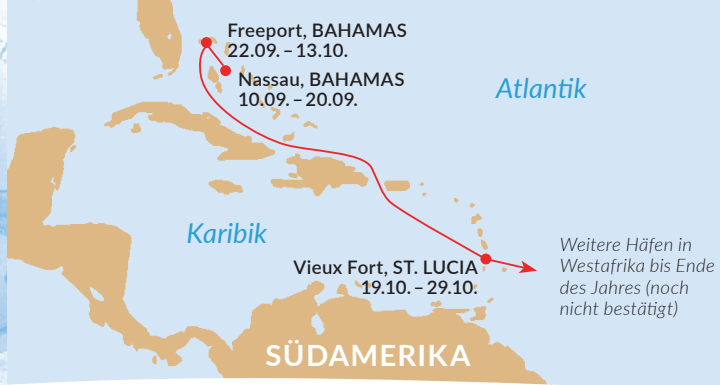 Freeport, BAHAMAS
22.09. – 13.10.
Nassau, BAHAMAS
10.09. – 20.09.
Atlantik
Karibik
Vieux Fort, ST. LUCIA
19.10. – 29.10.
Weitere Häfen in
Westafrika bis Ende
des Jahres (noch
nicht bestätigt)
SÜDAMERIKA